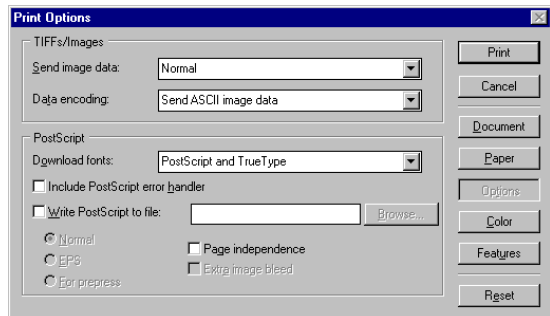 Print Options
TIFFs/Images
Send image data: Normal
Data encoding: Send ASCII image data
PostScript
Download fonts: PostScript and TrueType
Include PostScript error handler
Write PostScript to file: Browse...
Normal
EPS
For prepress
Page independence
Extra image bleed
Print
Cancel
Document
Paper
Options
Color
Features
Reset